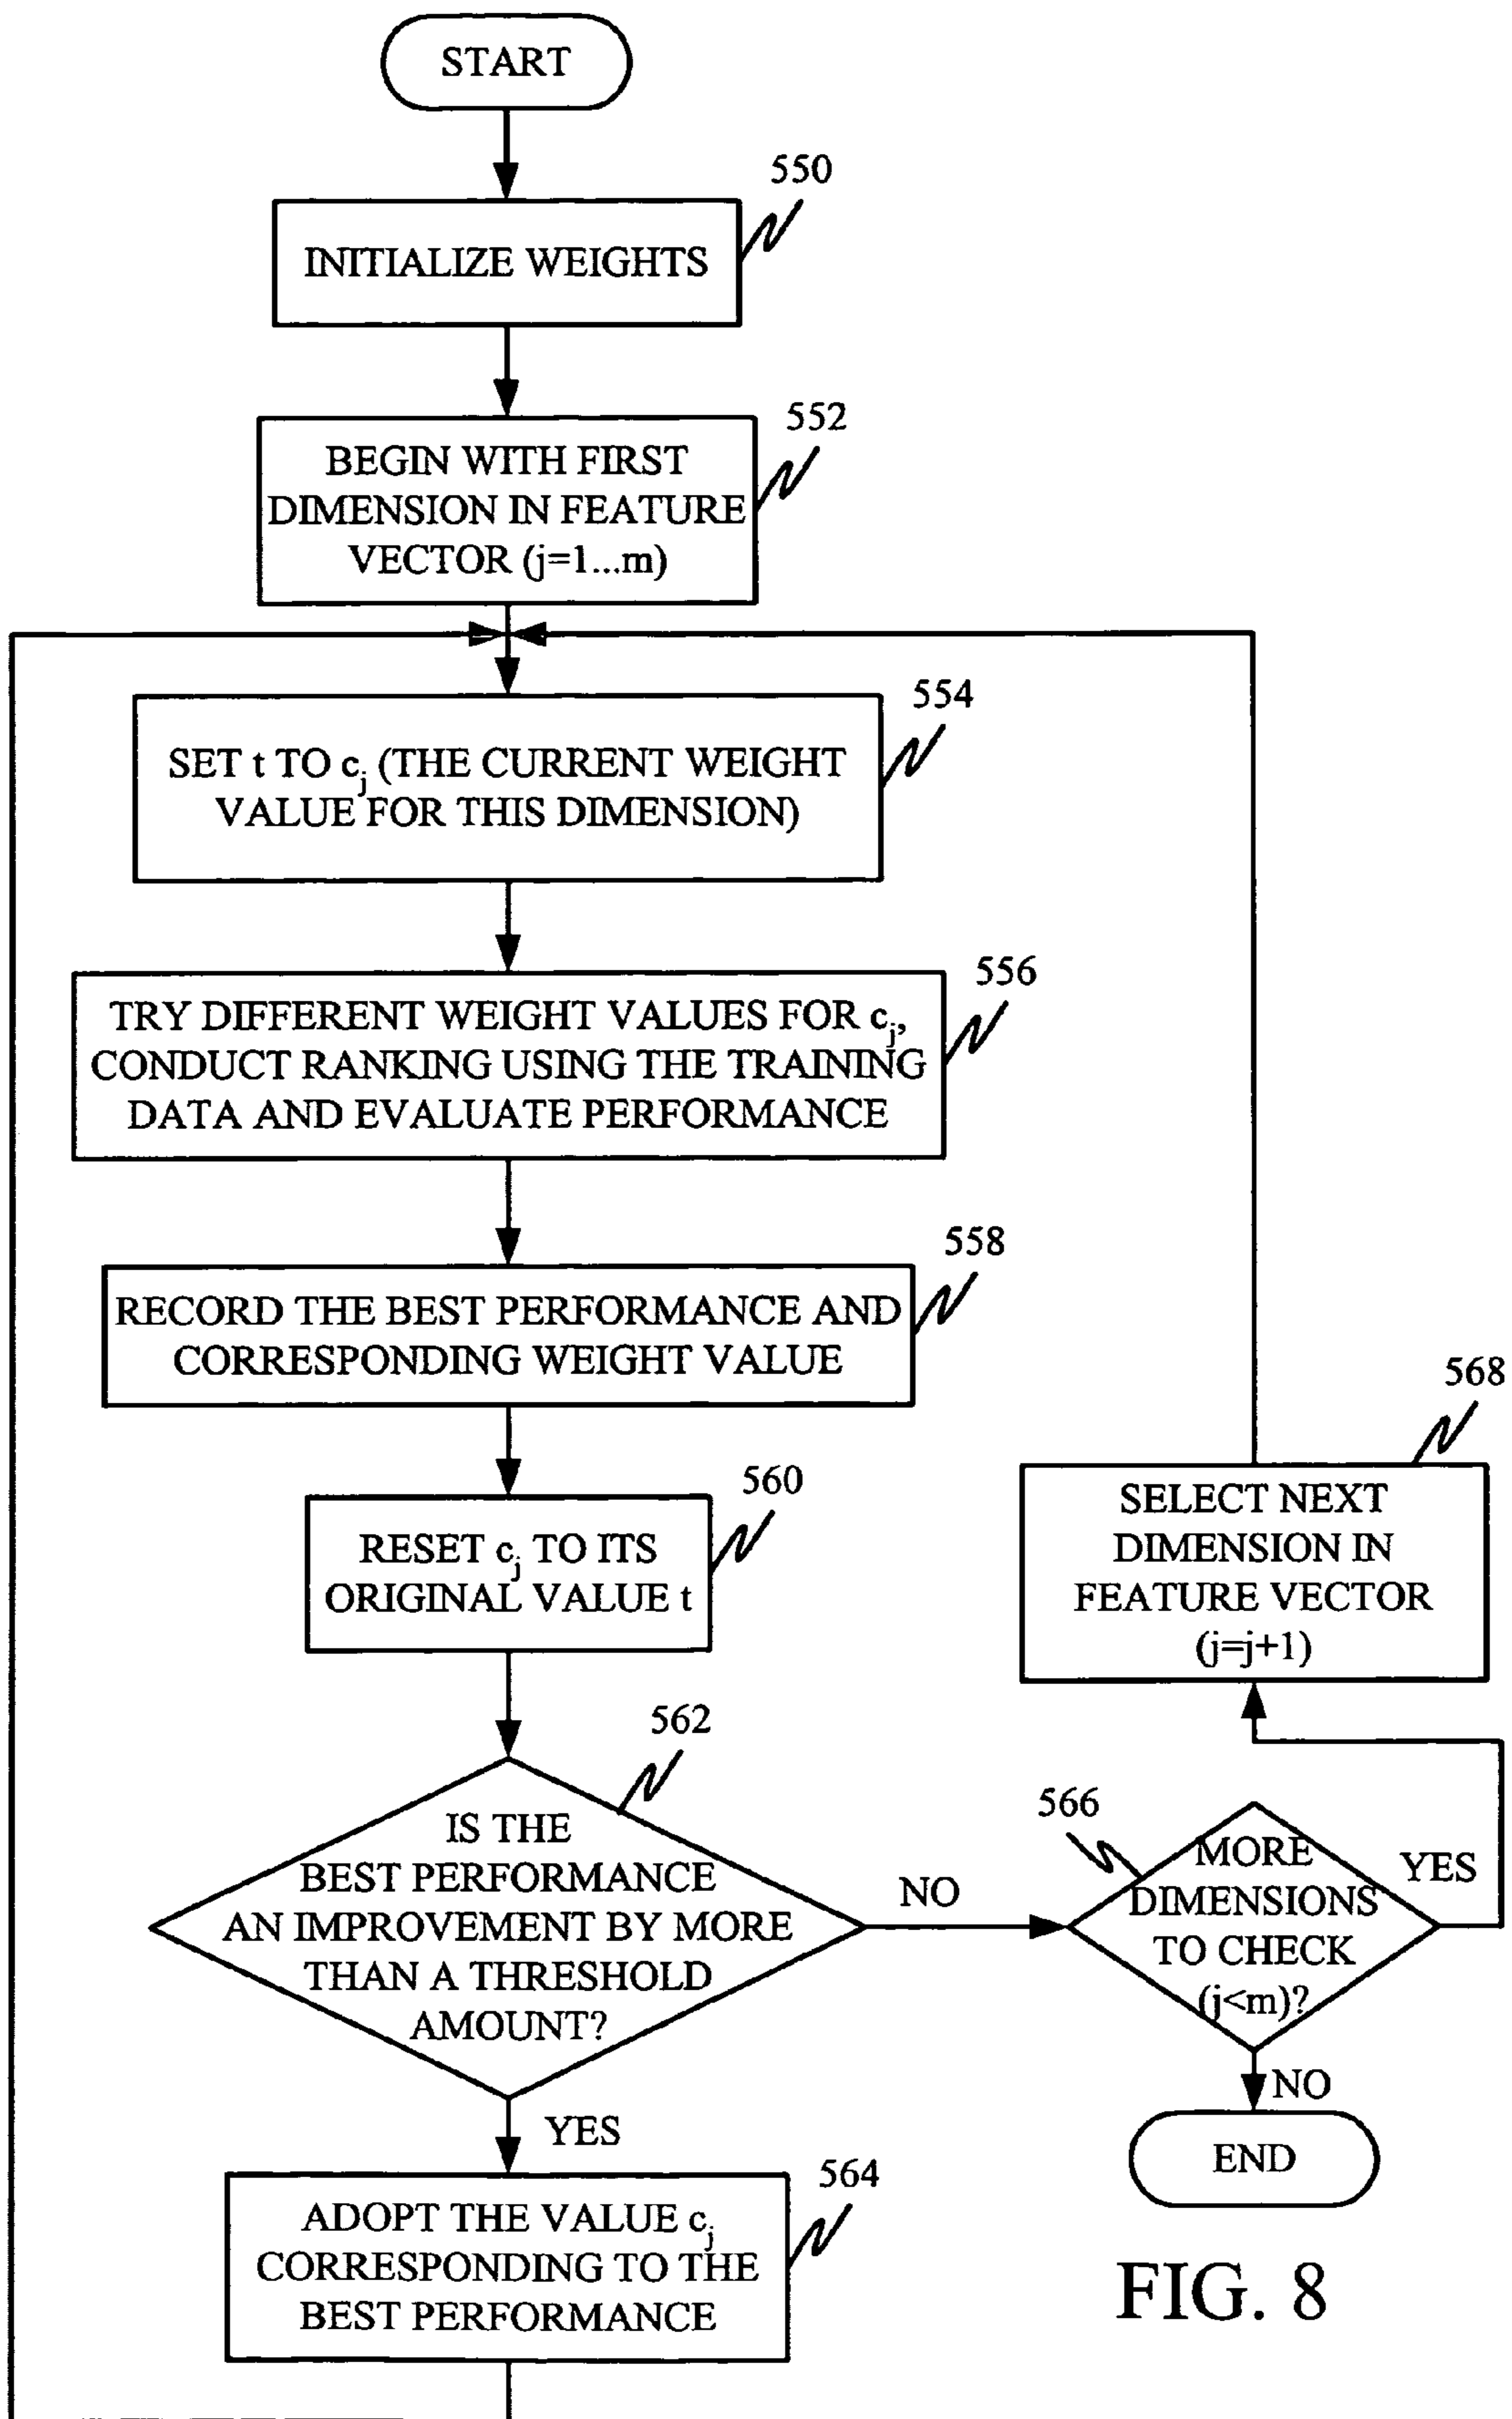 START
550
INITIALIZE WEIGHTS
552
BEGIN WITH FIRST
DIMENSION IN FEATURE
VECTOR (j=1...m)
554
SET t TO cj (THE CURRENT WEIGHT
VALUE FOR THIS DIMENSION)
556
TRY DIFFERENT WEIGHT VALUES FOR cj,
CONDUCT RANKING USING THE TRAINING
DATA AND EVALUATE PERFORMANCE
558
RECORD THE BEST PERFORMANCE AND
CORRESPONDING WEIGHT VALUE
560
RESET cj TO ITS
ORIGINAL VALUE t
562
IS THE
BEST PERFORMANCE
AN IMPROVEMENT BY MORE
THAN A THRESHOLD
AMOUNT?
NO
YES
564
ADOPT THE VALUE cj
CORRESPONDING TO THE
BEST PERFORMANCE
566
MORE
DIMENSIONS
TO CHECK
(j<m)?
YES
NO
568
SELECT NEXT
DIMENSION IN
FEATURE VECTOR
(j=j+1)
END
FIG. 8